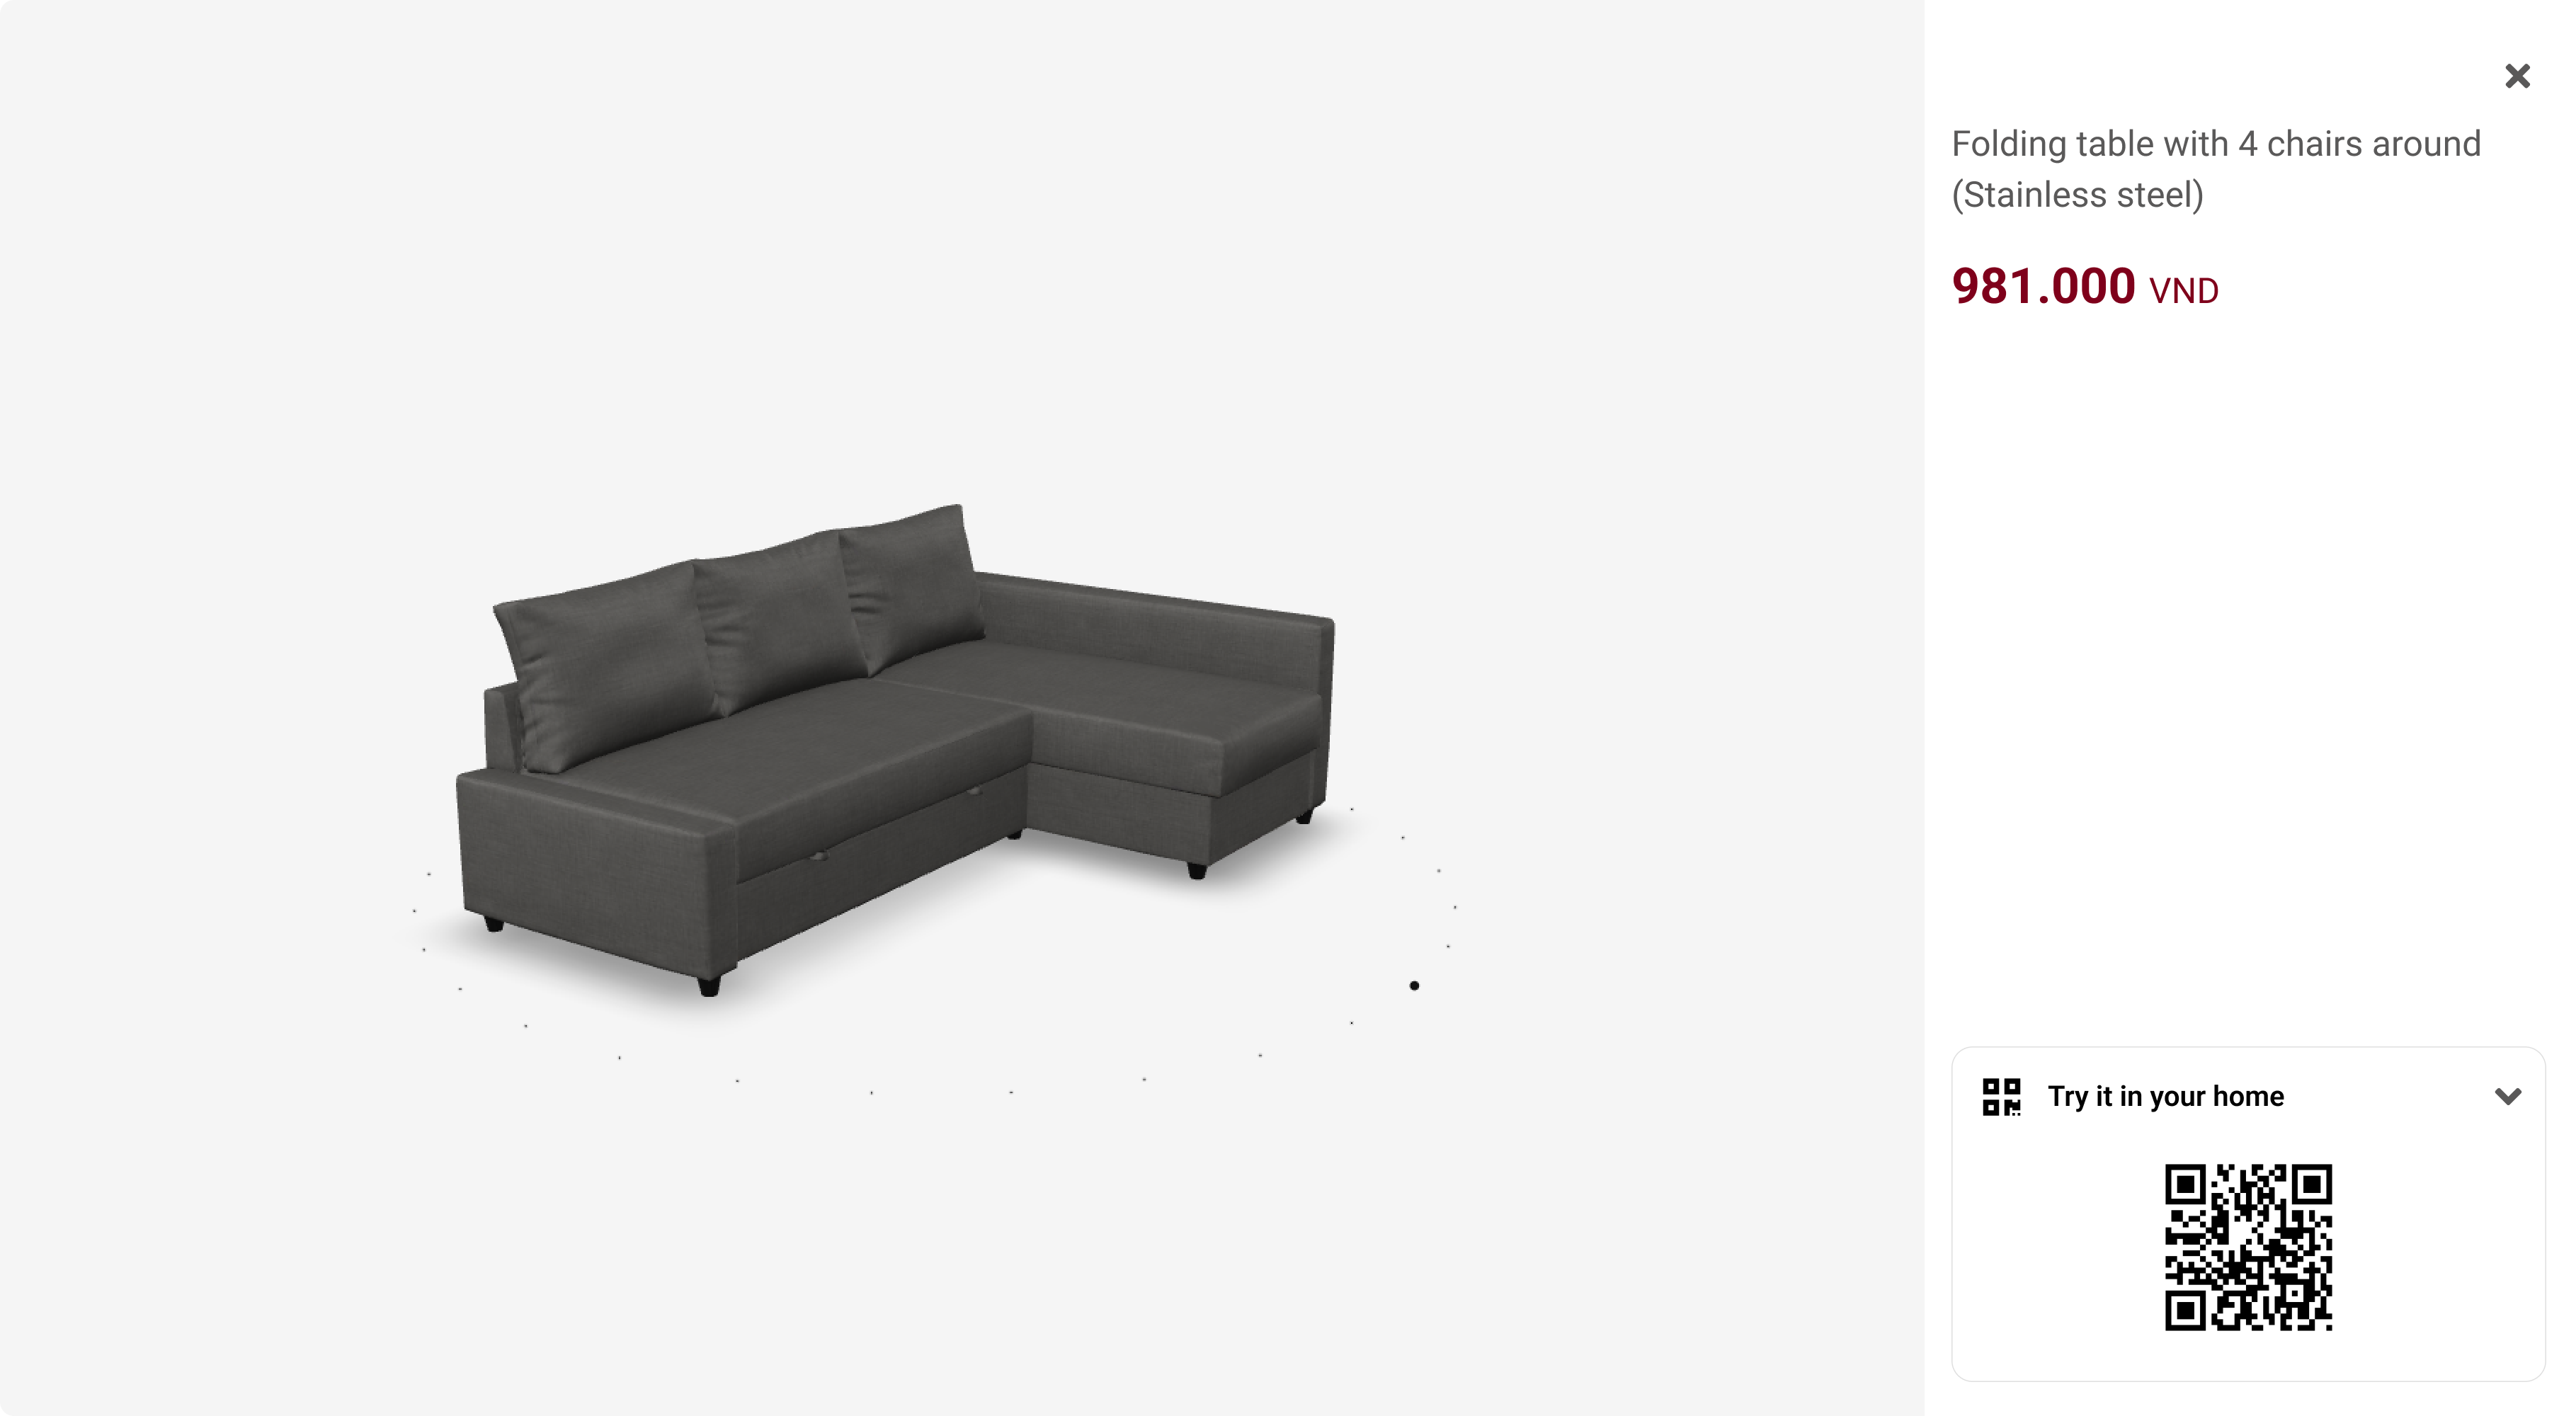 Folding table with 4 chairs around
(Stainless steel)
981.000 VND
Try it in your home